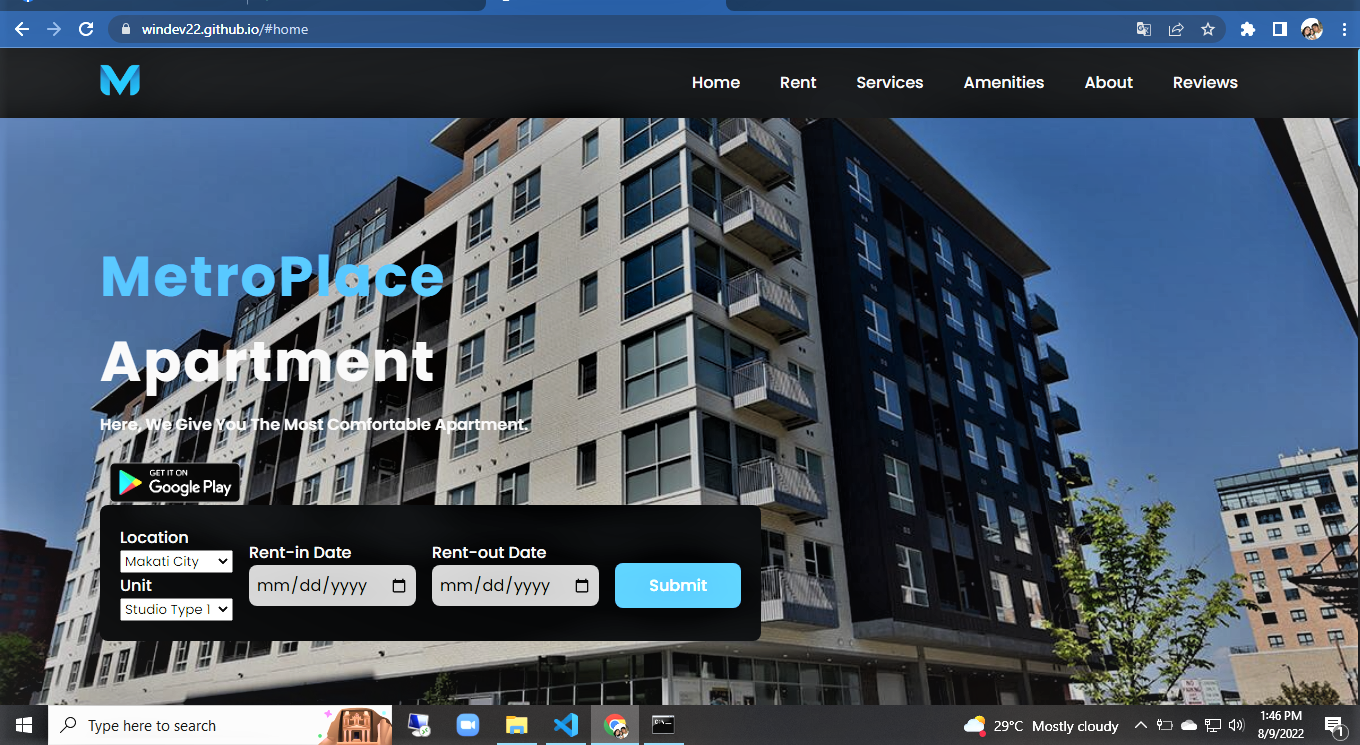 windev22.github.io/#home
M
Home Rent Services Amenities About Reviews
MetroPlace
Apartment
Here, We Give You The Most Comfortable Apartment.
GET IT ON
Google Play
Location
Makati City
Unit
Studio Type 1
Rent-in Date
mm/dd/yyyy
Rent-out Date
mm/dd/yyyy
Submit
Type here to search
29°C Mostly cloudy
1:46 PM
8/9/2022
1